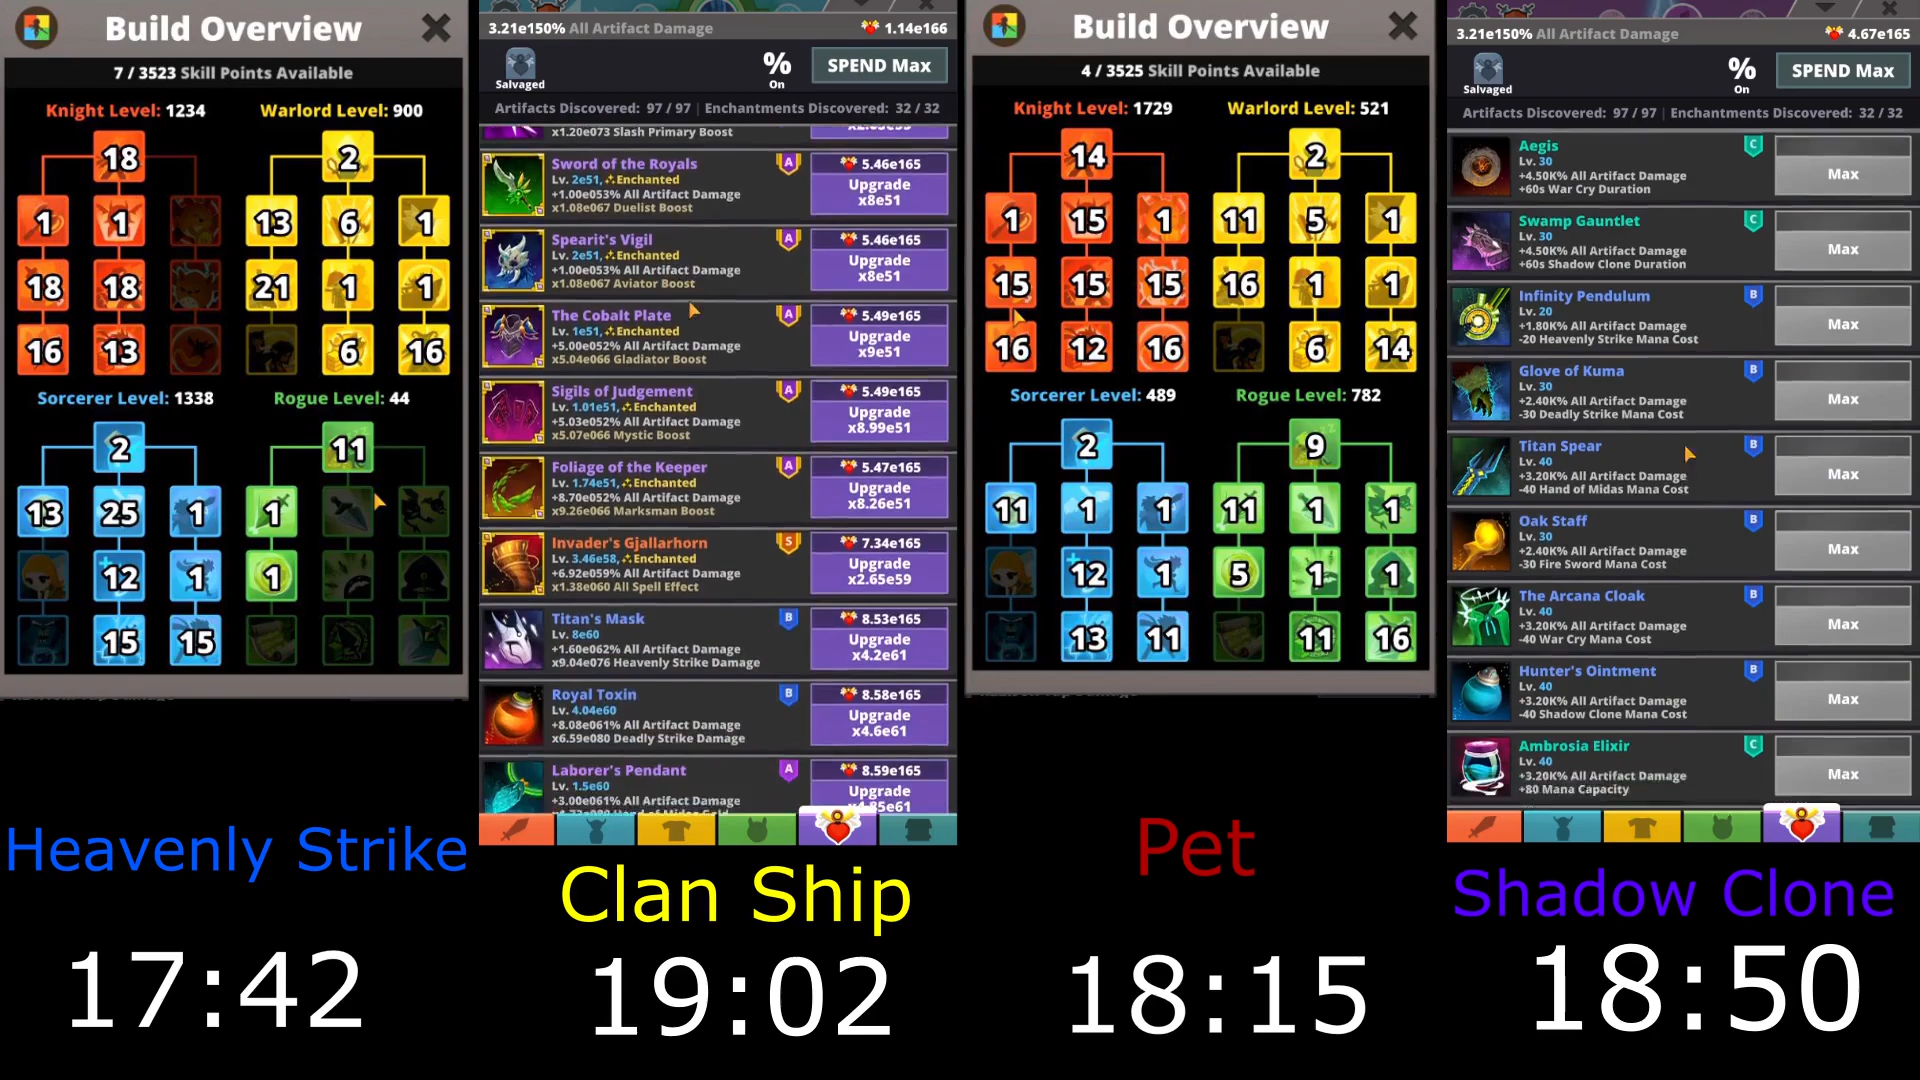 Build Overview
7 / 3523 Skill Points Available
Knight Level: 1234
Warlord Level: 900
18
2
1
1
13
6
1
18
18
21
1
1
16
13
6
16
Sorcerer Level: 1338
Rogue Level: 44
2
11
13
25
1
1
12
1
1
15
15
Heavenly Strike
17:42
3.21e150% All Artifact Damage
1.14e166
Salvaged
%
On
SPEND Max
Artifacts Discovered: 97 / 97 | Enchantments Discovered: 32 / 32
x1.20e073 Slash Primary Boost
Sword of the Royals
A
Lv. 2e51, Enchanted
+1.00e053% All Artifact Damage
x1.08e067 Duelist Boost
5.46e165
Upgrade
x8e51
Spearit's Vigil
A
Lv. 2e51, Enchanted
+1.00e053% All Artifact Damage
x1.08e067 Aviator Boost
5.46e165
Upgrade
x8e51
The Cobalt Plate
A
Lv. 1e51, Enchanted
+5.00e052% All Artifact Damage
x5.04e066 Gladiator Boost
5.49e165
Upgrade
x9e51
Sigils of Judgement
A
Lv. 1.01e51, Enchanted
+5.03e052% All Artifact Damage
x5.07e066 Mystic Boost
5.49e165
Upgrade
x8.99e51
Foliage of the Keeper
A
Lv. 1.74e51, Enchanted
+8.70e052% All Artifact Damage
x9.26e066 Marksman Boost
5.47e165
Upgrade
x8.26e51
Invader's Gjallarhorn
S
Lv. 3.46e58, Enchanted
+6.92e059% All Artifact Damage
x1.38e060 All Spell Effect
7.34e165
Upgrade
x2.65e59
Titan's Mask
B
Lv. 8e60
+1.60e062% All Artifact Damage
x9.04e076 Heavenly Strike Damage
8.53e165
Upgrade
x4.2e61
Royal Toxin
B
Lv. 4.04e60
+8.08e061% All Artifact Damage
x6.59e080 Deadly Strike Damage
8.58e165
Upgrade
x4.6e61
Laborer's Pendant
A
Lv. 1.5e60
+3.00e061% All Artifact Damage
8.59e165
Upgrade
Clan Ship
19:02
Build Overview
4 / 3525 Skill Points Available
Knight Level: 1729
Warlord Level: 521
14
2
1
15
1
11
5
1
15
15
15
16
1
1
16
12
16
6
14
Sorcerer Level: 489
Rogue Level: 782
2
9
11
1
1
11
1
1
12
1
5
1
1
13
11
11
16
Pet
18:15
3.21e150% All Artifact Damage
4.67e165
Salvaged
%
On
SPEND Max
Artifacts Discovered: 97 / 97 | Enchantments Discovered: 32 / 32
Aegis
C
Lv. 30
+4.50K% All Artifact Damage
+60s War Cry Duration
Max
Swamp Gauntlet
C
Lv. 30
+4.50K% All Artifact Damage
+60s Shadow Clone Duration
Max
Infinity Pendulum
B
Lv. 20
+1.80K% All Artifact Damage
-20 Heavenly Strike Mana Cost
Max
Glove of Kuma
B
Lv. 30
+2.40K% All Artifact Damage
-30 Deadly Strike Mana Cost
Max
Titan Spear
B
Lv. 40
+3.20K% All Artifact Damage
-40 Hand of Midas Mana Cost
Max
Oak Staff
B
Lv. 30
+2.40K% All Artifact Damage
-30 Fire Sword Mana Cost
Max
The Arcana Cloak
B
Lv. 40
+3.20K% All Artifact Damage
-40 War Cry Mana Cost
Max
Hunter's Ointment
B
Lv. 40
+3.20K% All Artifact Damage
-40 Shadow Clone Mana Cost
Max
Ambrosia Elixir
C
Lv. 40
+3.20K% All Artifact Damage
+80 Mana Capacity
Max
Shadow Clone
18:50